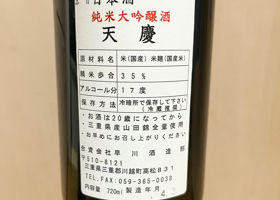 日本酒
純米大吟醸酒
天慶
原材料名 米(国産) 米麹(国産米)
精米歩合 35%
アルコール分 17度
保存方法 冷暗所で保存して下さい
(冷蔵推奨)
・お酒は20歳になってから
・三重県産山田錦全量使用
・お早めにお召し上がりください
合資会社早川酒造部
〒510-8121
三重県三重郡川越町高松831
TEL/FAX:059-365-0038
内容量 720ml 製造年月
4